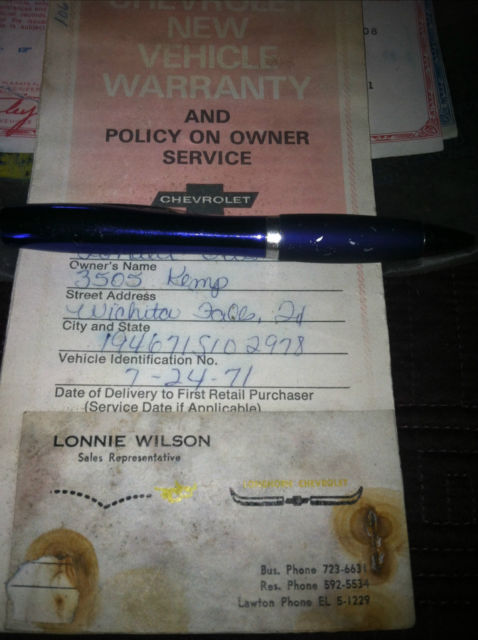 CHEVROLET
NEW
VEHICLE
WARRANTY
AND
POLICY ON OWNER
SERVICE
CHEVROLET
Owner's Name
3505 Kemp
Street Address
Wichita Falls,
City and State
194671S102978
Vehicle Identification No.
7-24-71
Date of Delivery to First Retail Purchaser
(Service Date if Applicable)
LONNIE WILSON
Sales Representative
CHEVROLET
Bus. Phone 723-6631
Res. Phone 592-5534
Lawton Phone EL 5-1229